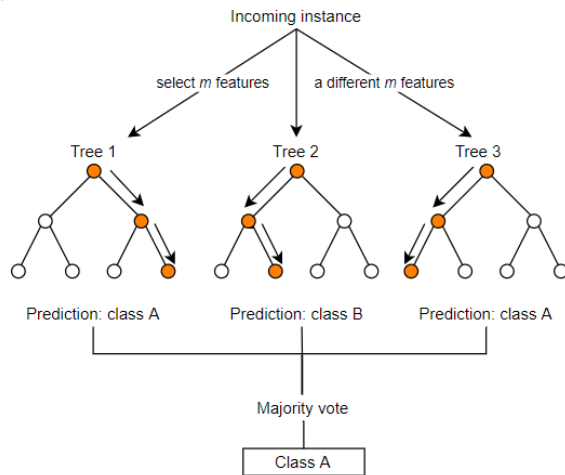 Incoming instance
select m features
a different m features
Tree 1
Tree 2
Tree 3
Prediction: class A
Prediction: class B
Prediction: class A
Majority vote
Class A